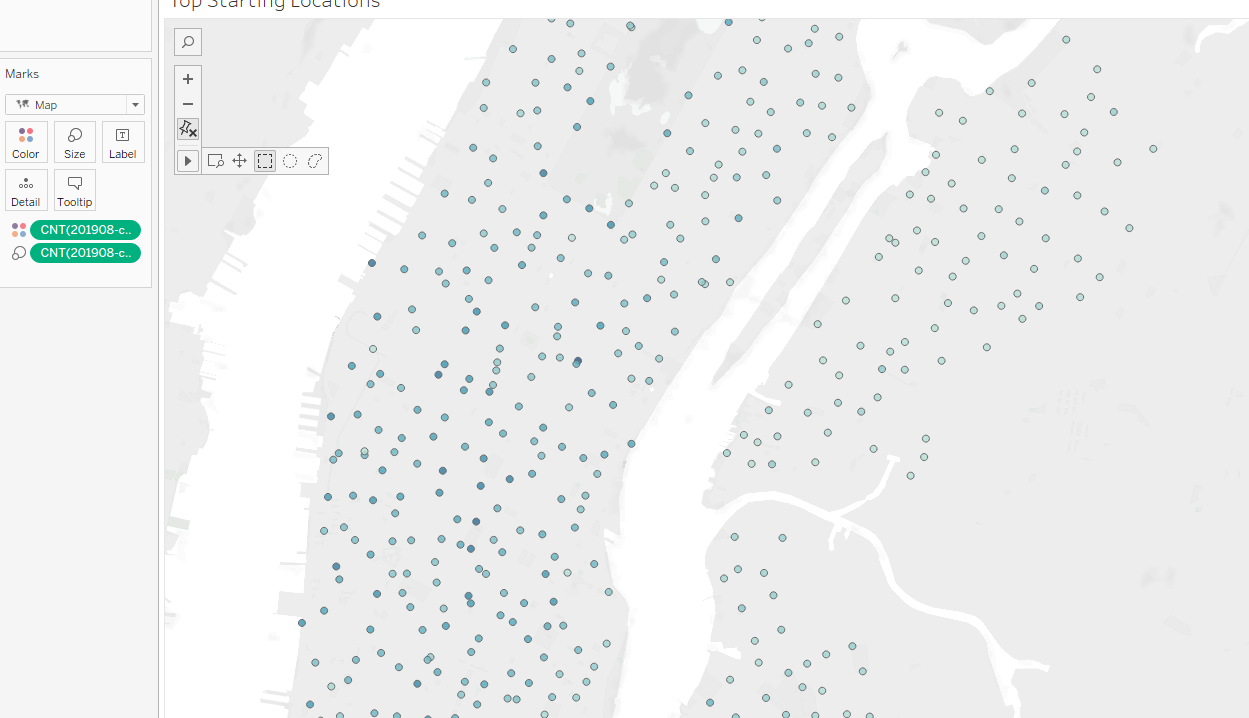 Top Starting Locations
Marks
Map
Color
Size
Label
Detail
Tooltip
CNT(201908-c..
CNT(201908-c..